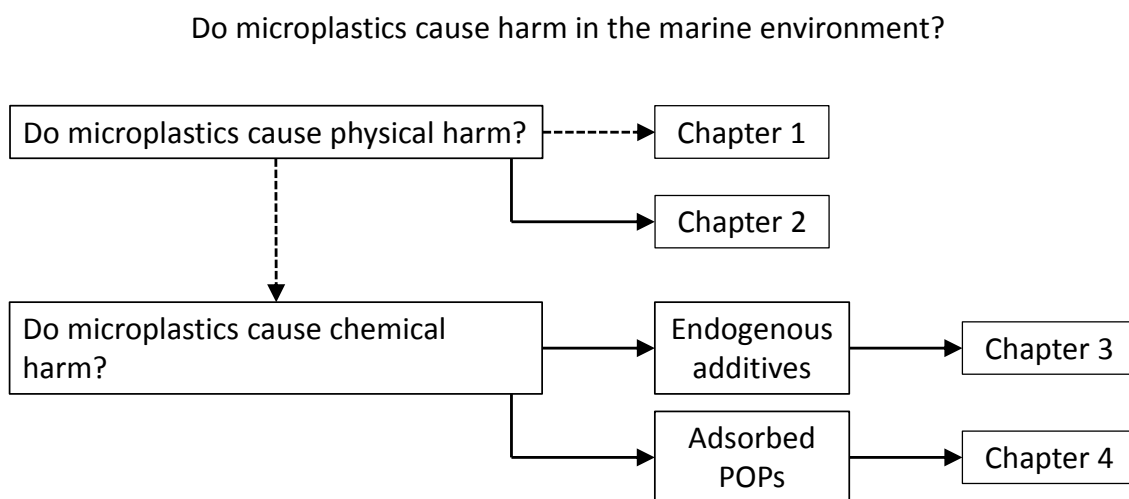 Do microplastics cause harm in the marine environment?
Do microplastics cause physical harm?
Chapter 1
Chapter 2
Do microplastics cause chemical
harm?
Endogenous
additives
Chapter 3
Adsorbed
POPs
Chapter 4